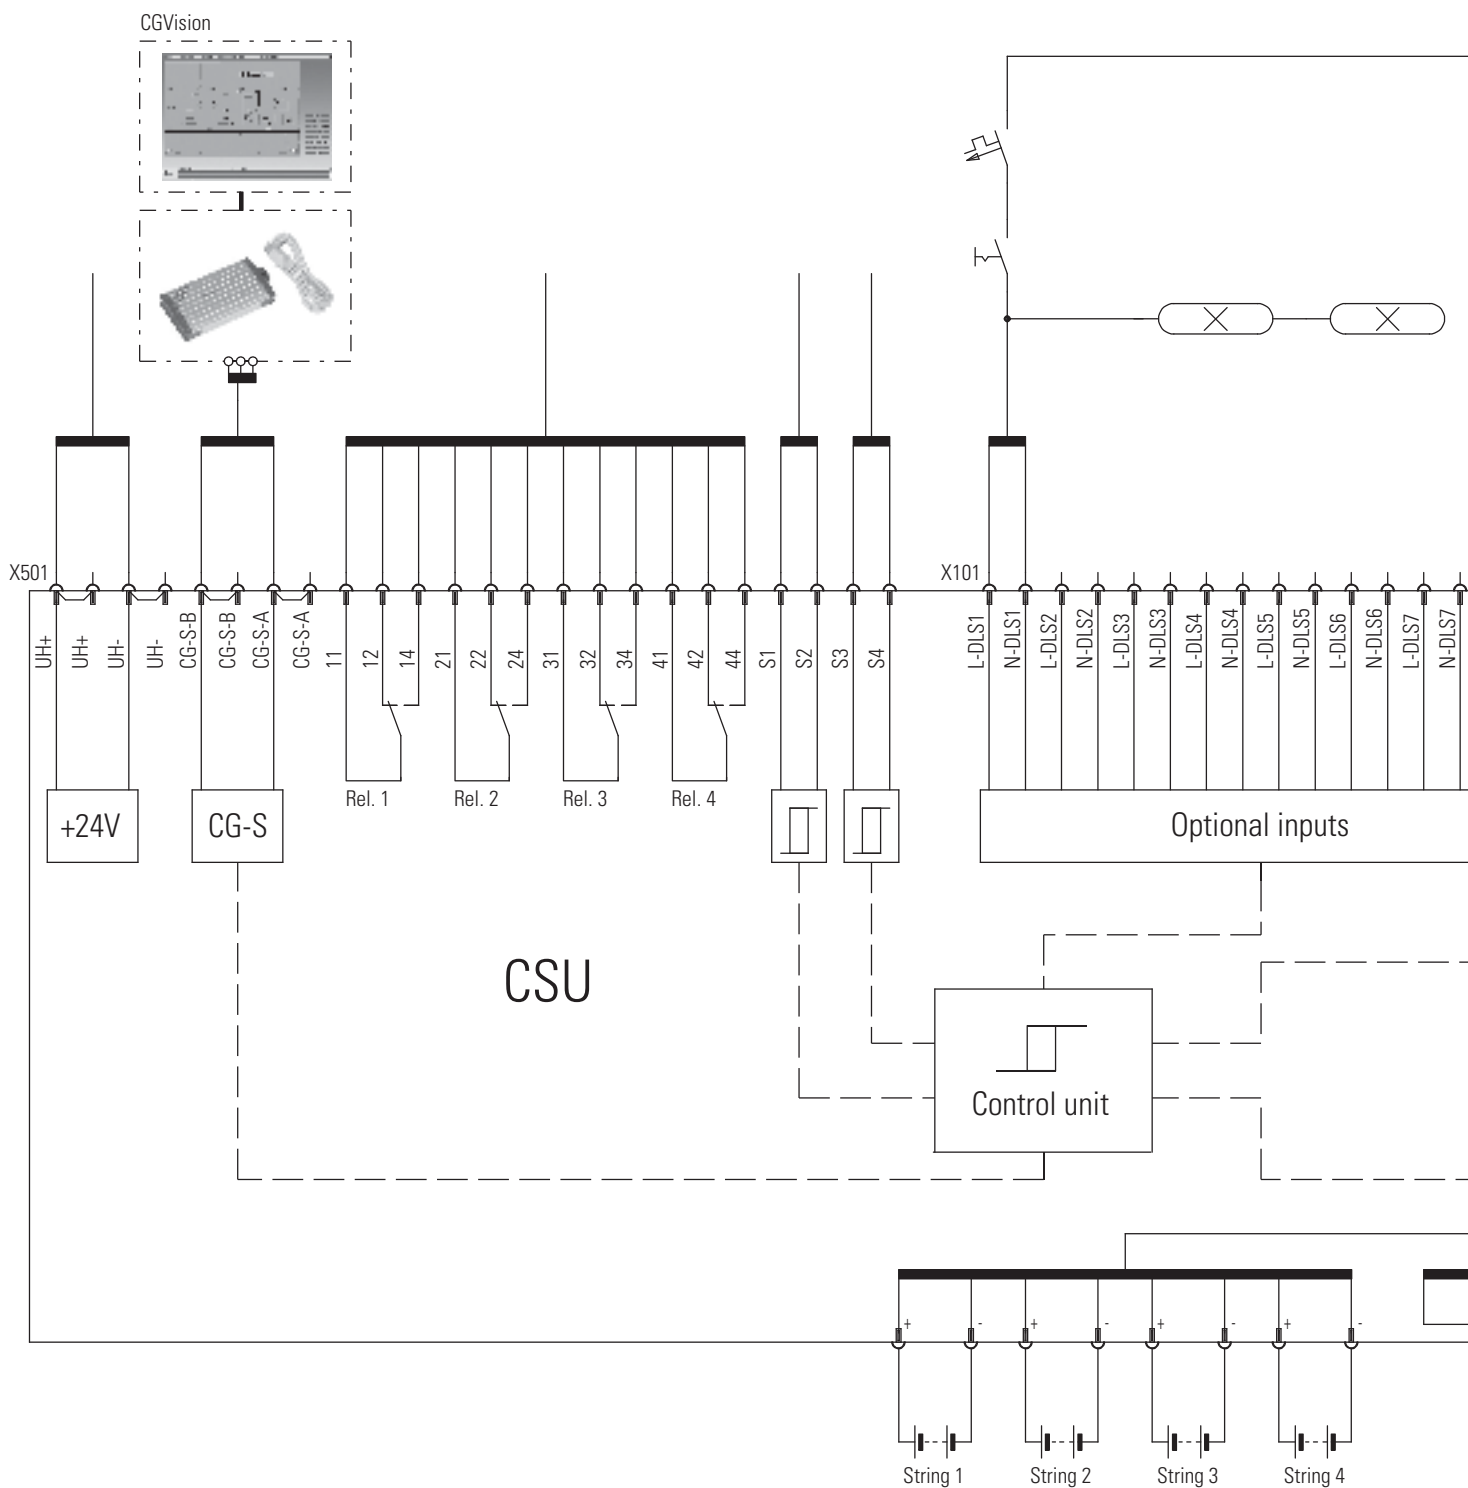 CGVision
X501
X101
UH+
UH+
UH-
UH-
CG-S-B
CG-S-B
CG-S-A
CG-S-A
11
12
14
21
22
24
31
32
34
41
42
44
S1
S2
S3
S4
L-DLS1
N-DLS1
L-DLS2
N-DLS2
L-DLS3
N-DLS3
L-DLS4
N-DLS4
L-DLS5
N-DLS5
L-DLS6
N-DLS6
L-DLS7
N-DLS7
Rel. 1
Rel. 2
Rel. 3
Rel. 4
+24V
CG-S
Optional inputs
CSU
Control unit
+
-
+
-
+
-
+
-
String 1
String 2
String 3
String 4